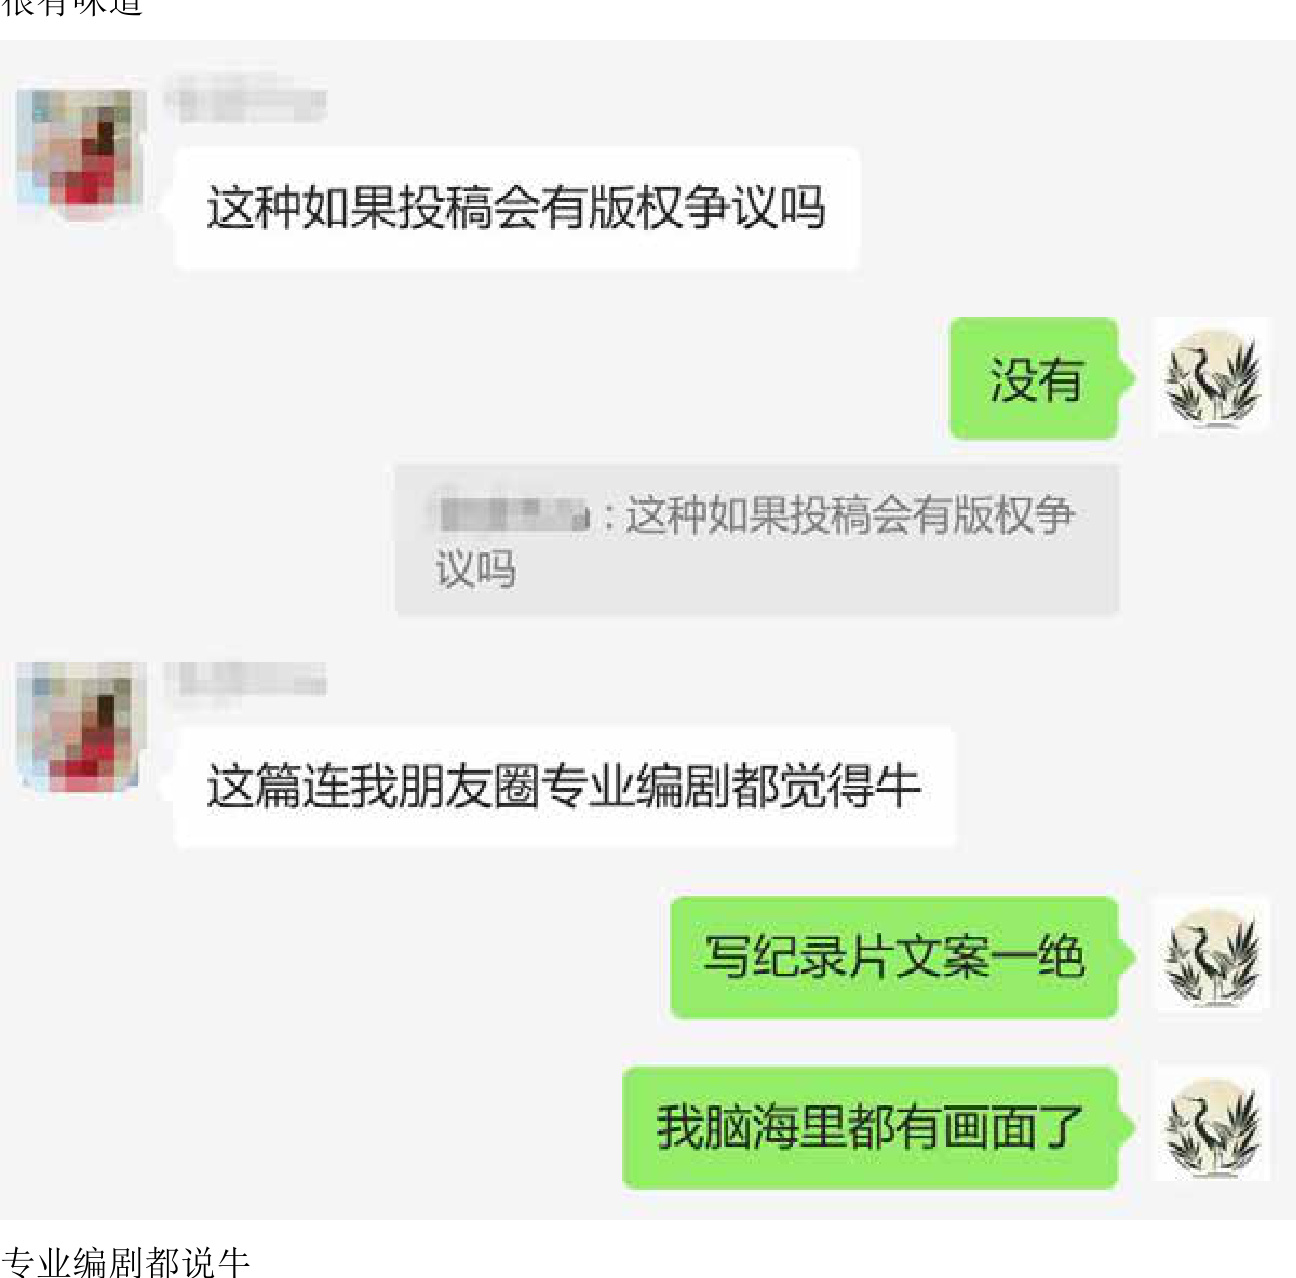 很有味道
这种如果投稿会有版权争议吗
没有
：这种如果投稿会有版权争
议吗
这篇连我朋友圈专业编剧都觉得牛
写纪录片文案一绝
我脑海里都有画面了
专业编剧都说牛